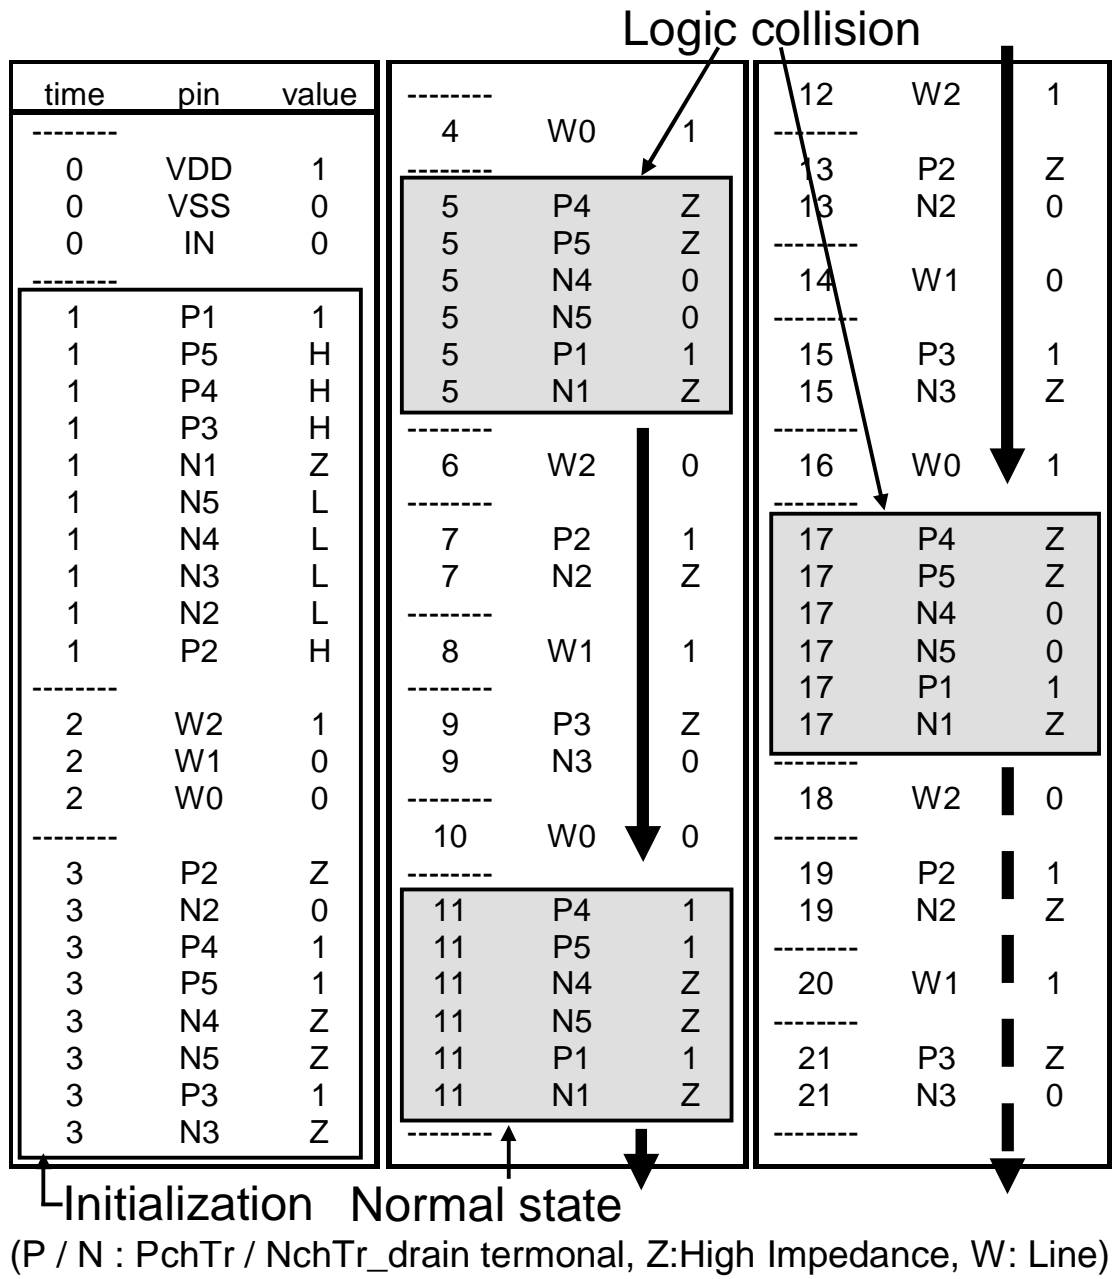 Logic collision
time pin value
--------
0 VDD 1
0 VSS 0
0 IN 0
--------
1 P1 1
1 P5 H
1 P4 H
1 P3 H
1 N1 Z
1 N5 L
1 N4 L
1 N3 L
1 N2 L
1 P2 H
--------
2 W2 1
2 W1 0
2 W0 0
--------
3 P2 Z
3 N2 0
3 P4 1
3 P5 1
3 N4 Z
3 N5 Z
3 P3 1
3 N3 Z
--------
4 W0 1
--------
5 P4 Z
5 P5 Z
5 N4 0
5 N5 0
5 P1 1
5 N1 Z
--------
6 W2 0
--------
7 P2 1
7 N2 Z
--------
8 W1 1
--------
9 P3 Z
9 N3 0
--------
10 W0 0
--------
11 P4 1
11 P5 1
11 N4 Z
11 N5 Z
11 P1 1
11 N1 Z
--------
12 W2 1
--------
13 P2 Z
13 N2 0
--------
14 W1 0
--------
15 P3 1
15 N3 Z
--------
16 W0 1
--------
17 P4 Z
17 P5 Z
17 N4 0
17 N5 0
17 P1 1
17 N1 Z
--------
18 W2 0
--------
19 P2 1
19 N2 Z
--------
20 W1 1
--------
21 P3 Z
21 N3 0
--------
Initialization Normal state
(P / N : PchTr / NchTr_drain termonal, Z:High Impedance, W: Line)